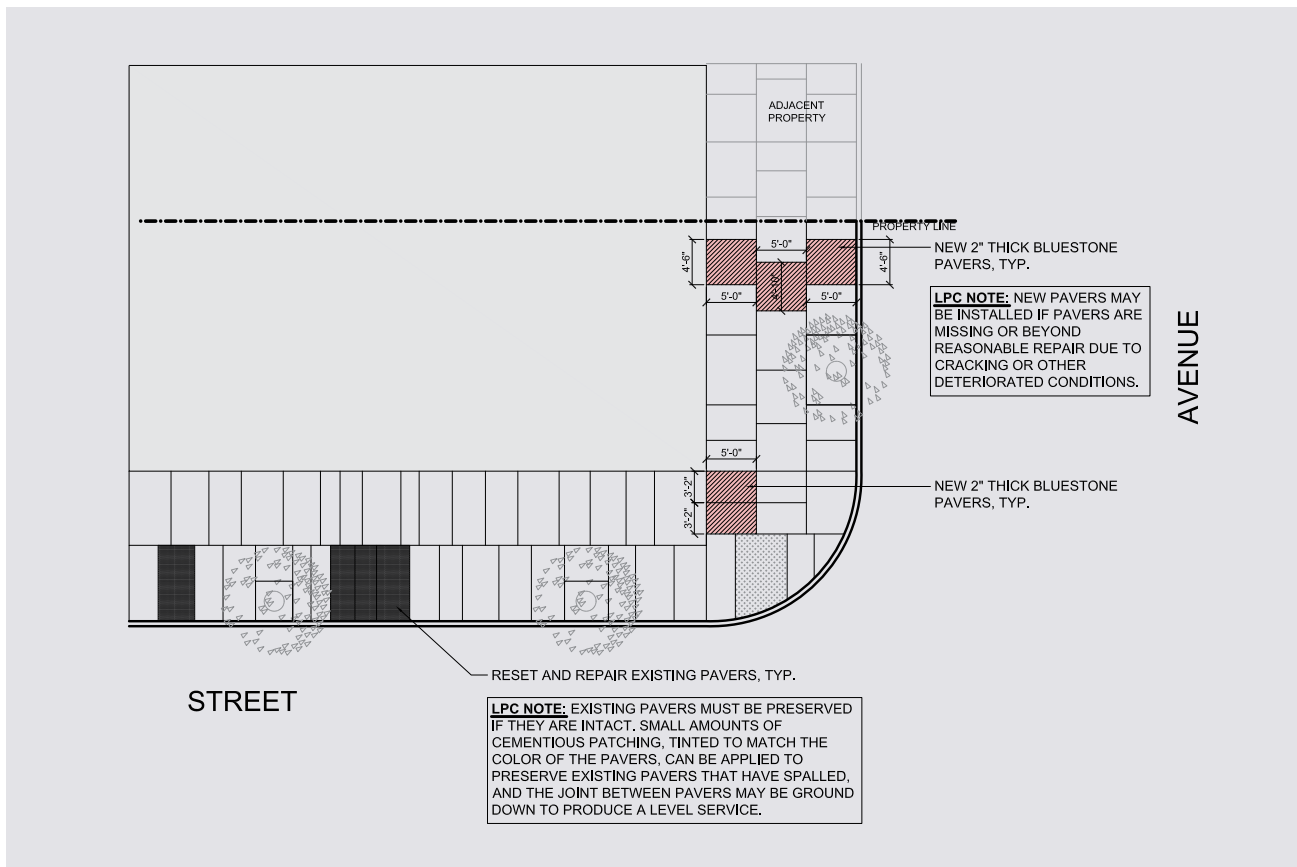 ADJACENT
PROPERTY
PROPERTY LINE
5'-0"
4'-6"
4'-10"
4'-6"
5'-0"
5'-0"
NEW 2" THICK BLUESTONE
PAVERS, TYP.
LPC NOTE: NEW PAVERS MAY
BE INSTALLED IF PAVERS ARE
MISSING OR BEYOND
REASONABLE REPAIR DUE TO
CRACKING OR OTHER
DETERIORATED CONDITIONS.
AVENUE
5'-0"
3'-2"
3'-2"
NEW 2" THICK BLUESTONE
PAVERS, TYP.
RESET AND REPAIR EXISTING PAVERS, TYP.
STREET
LPC NOTE: EXISTING PAVERS MUST BE PRESERVED
IF THEY ARE INTACT. SMALL AMOUNTS OF
CEMENTIOUS PATCHING, TINTED TO MATCH THE
COLOR OF THE PAVERS, CAN BE APPLIED TO
PRESERVE EXISTING PAVERS THAT HAVE SPALLED,
AND THE JOINT BETWEEN PAVERS MAY BE GROUND
DOWN TO PRODUCE A LEVEL SERVICE.